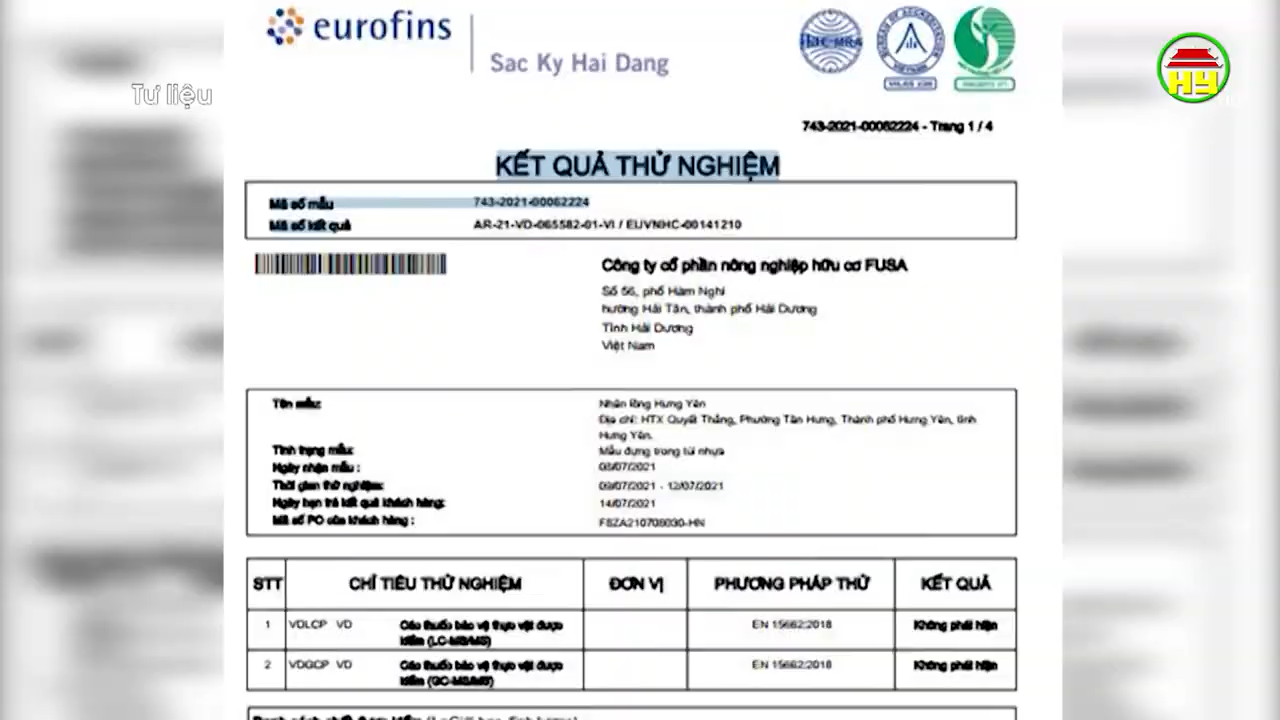 eurofins
Sac Ky Hai Dang
Tư liệu
HY
743-2021-00062224 - Trang 1 / 4
KẾT QUẢ THỬ NGHIỆM
Mã số mẫu 743-2021-00062224
Mã số kết quả AR-21-VD-065582-01-VI / EUVNHC-00141210
Công ty cổ phần nông nghiệp hữu cơ FUSA
Số 56, phố Hàm Nghi
hường Hải Tân, thành phố Hải Dương
Tỉnh Hải Dương
Việt Nam
Tên mẫu: Nhãn lồng Hưng Yên
Địa chỉ: HTX Quyết Thắng, Phường Tân Hưng, Thành phố Hưng Yên, tỉnh
Hưng Yên.
Tình trạng mẫu: Mẫu đựng trong túi nhựa
Ngày nhận mẫu : 08/07/2021
Thời gian thử nghiệm: 09/07/2021 - 12/07/2021
Ngày hẹn trả kết quả khách hàng: 14/07/2021
Mã số PO của khách hàng : FSZA210708030-HN
STT CHỈ TIÊU THỬ NGHIỆM ĐƠN VỊ PHƯƠNG PHÁP THỬ KẾT QUẢ
1 VDLCP VD Các thuốc bảo vệ thực vật được EN 15662:2018 Không phát hiện
kiểm (LC-MS/MS)
2 VDGCP VD Các thuốc bảo vệ thực vật được EN 15662:2018 Không phát hiện
kiểm (GC-MS/MS)